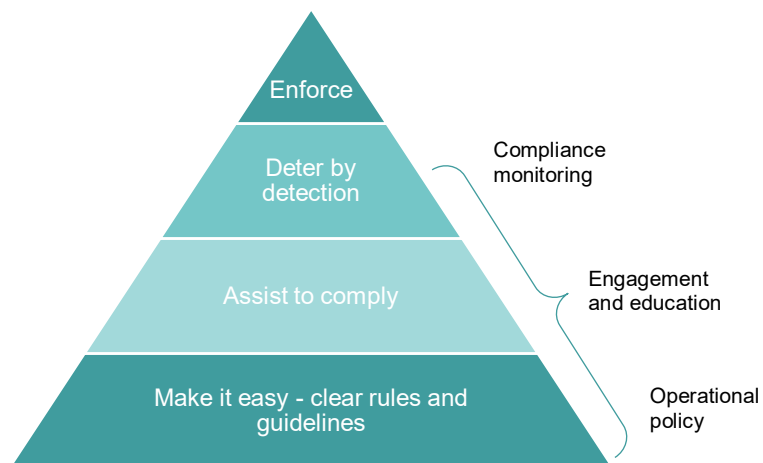 Enforce
Deter by
detection
Assist to comply
Make it easy - clear rules and
guidelines
Compliance
monitoring
Engagement
and education
Operational
policy